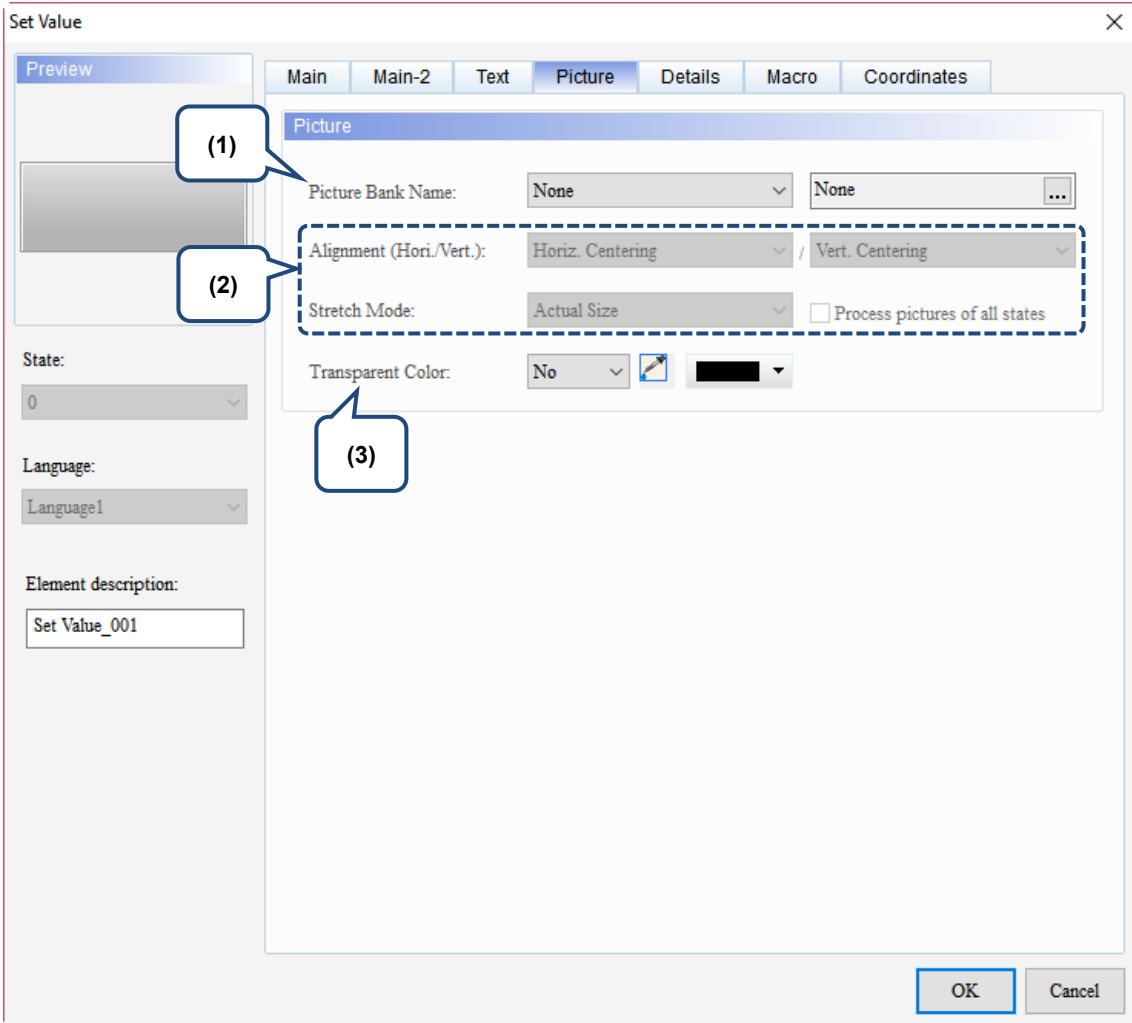 Set Value
Preview
Main Main-2 Text Picture Details Macro Coordinates
Picture
(1)
Picture Bank Name: None None ...
Alignment (Hori./Vert.): Horiz. Centering / Vert. Centering
(2)
Stretch Mode: Actual Size Process pictures of all states
State:
Transparent Color: No
0
(3)
Language:
Language1
Element description:
Set Value_001
OK Cancel